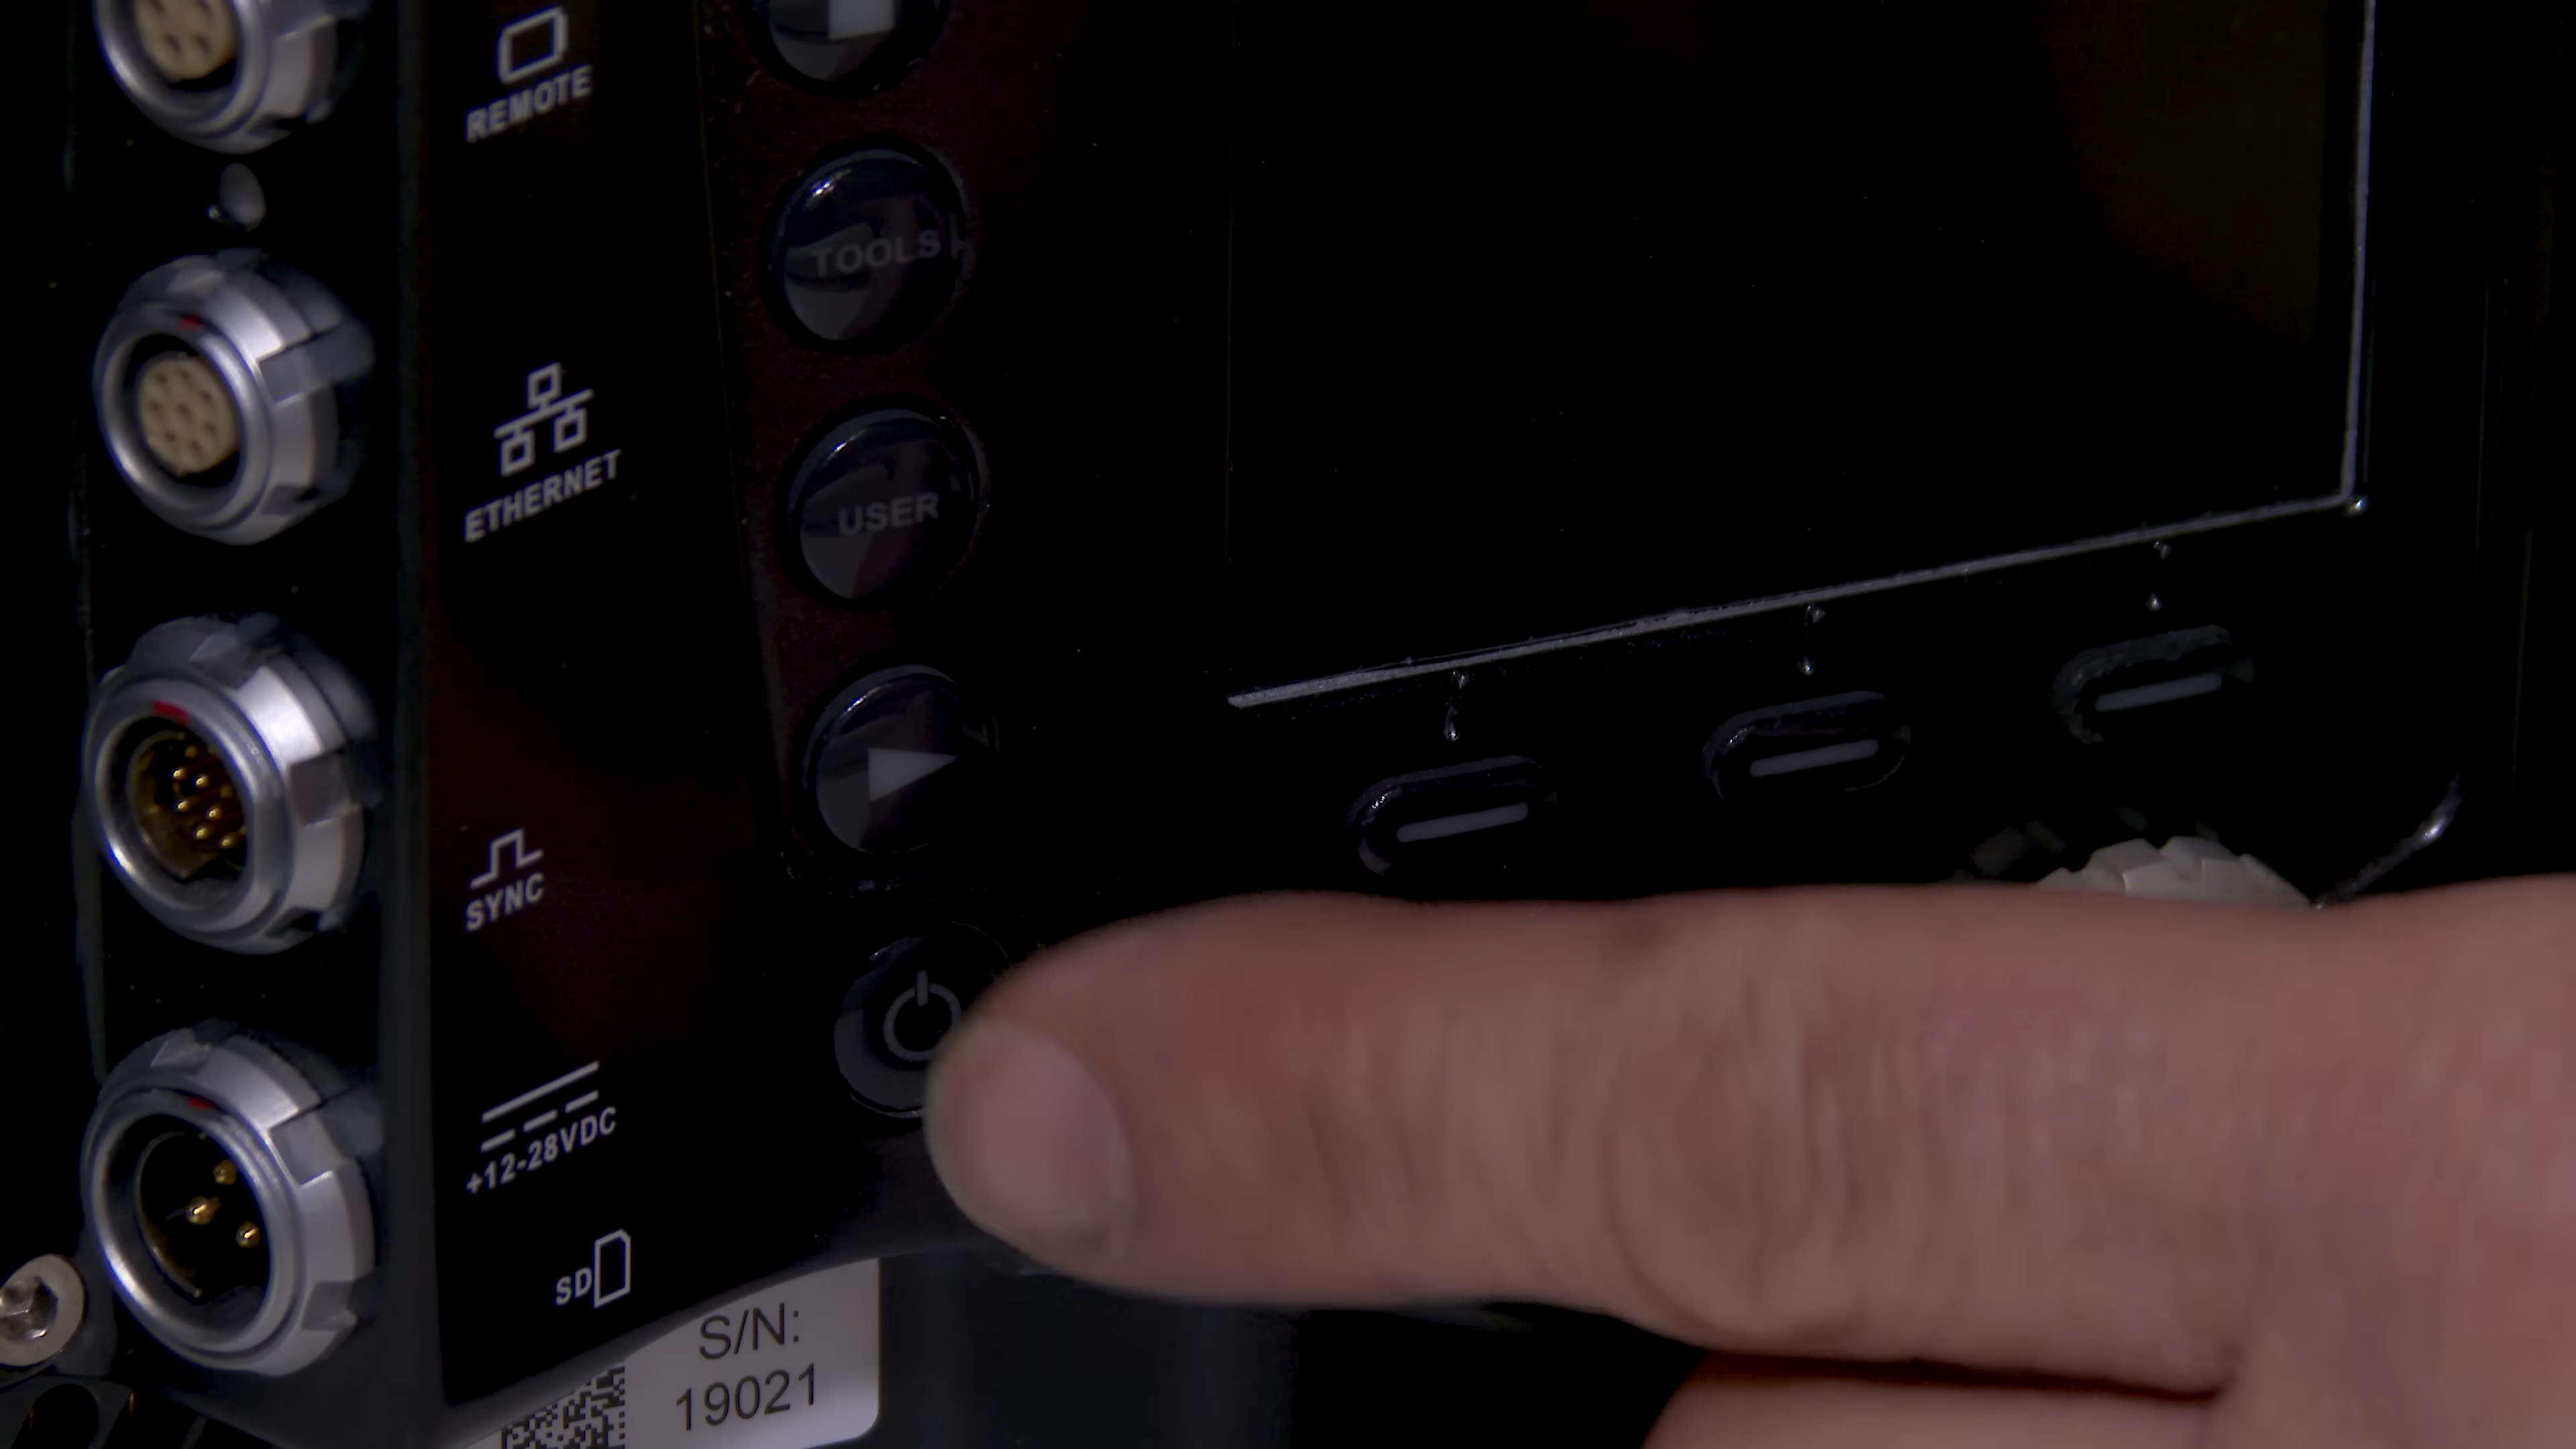 REMOTE
TOOLS
ETHERNET
USER
SYNC
+12-28VDC
SD
S/N:
19021